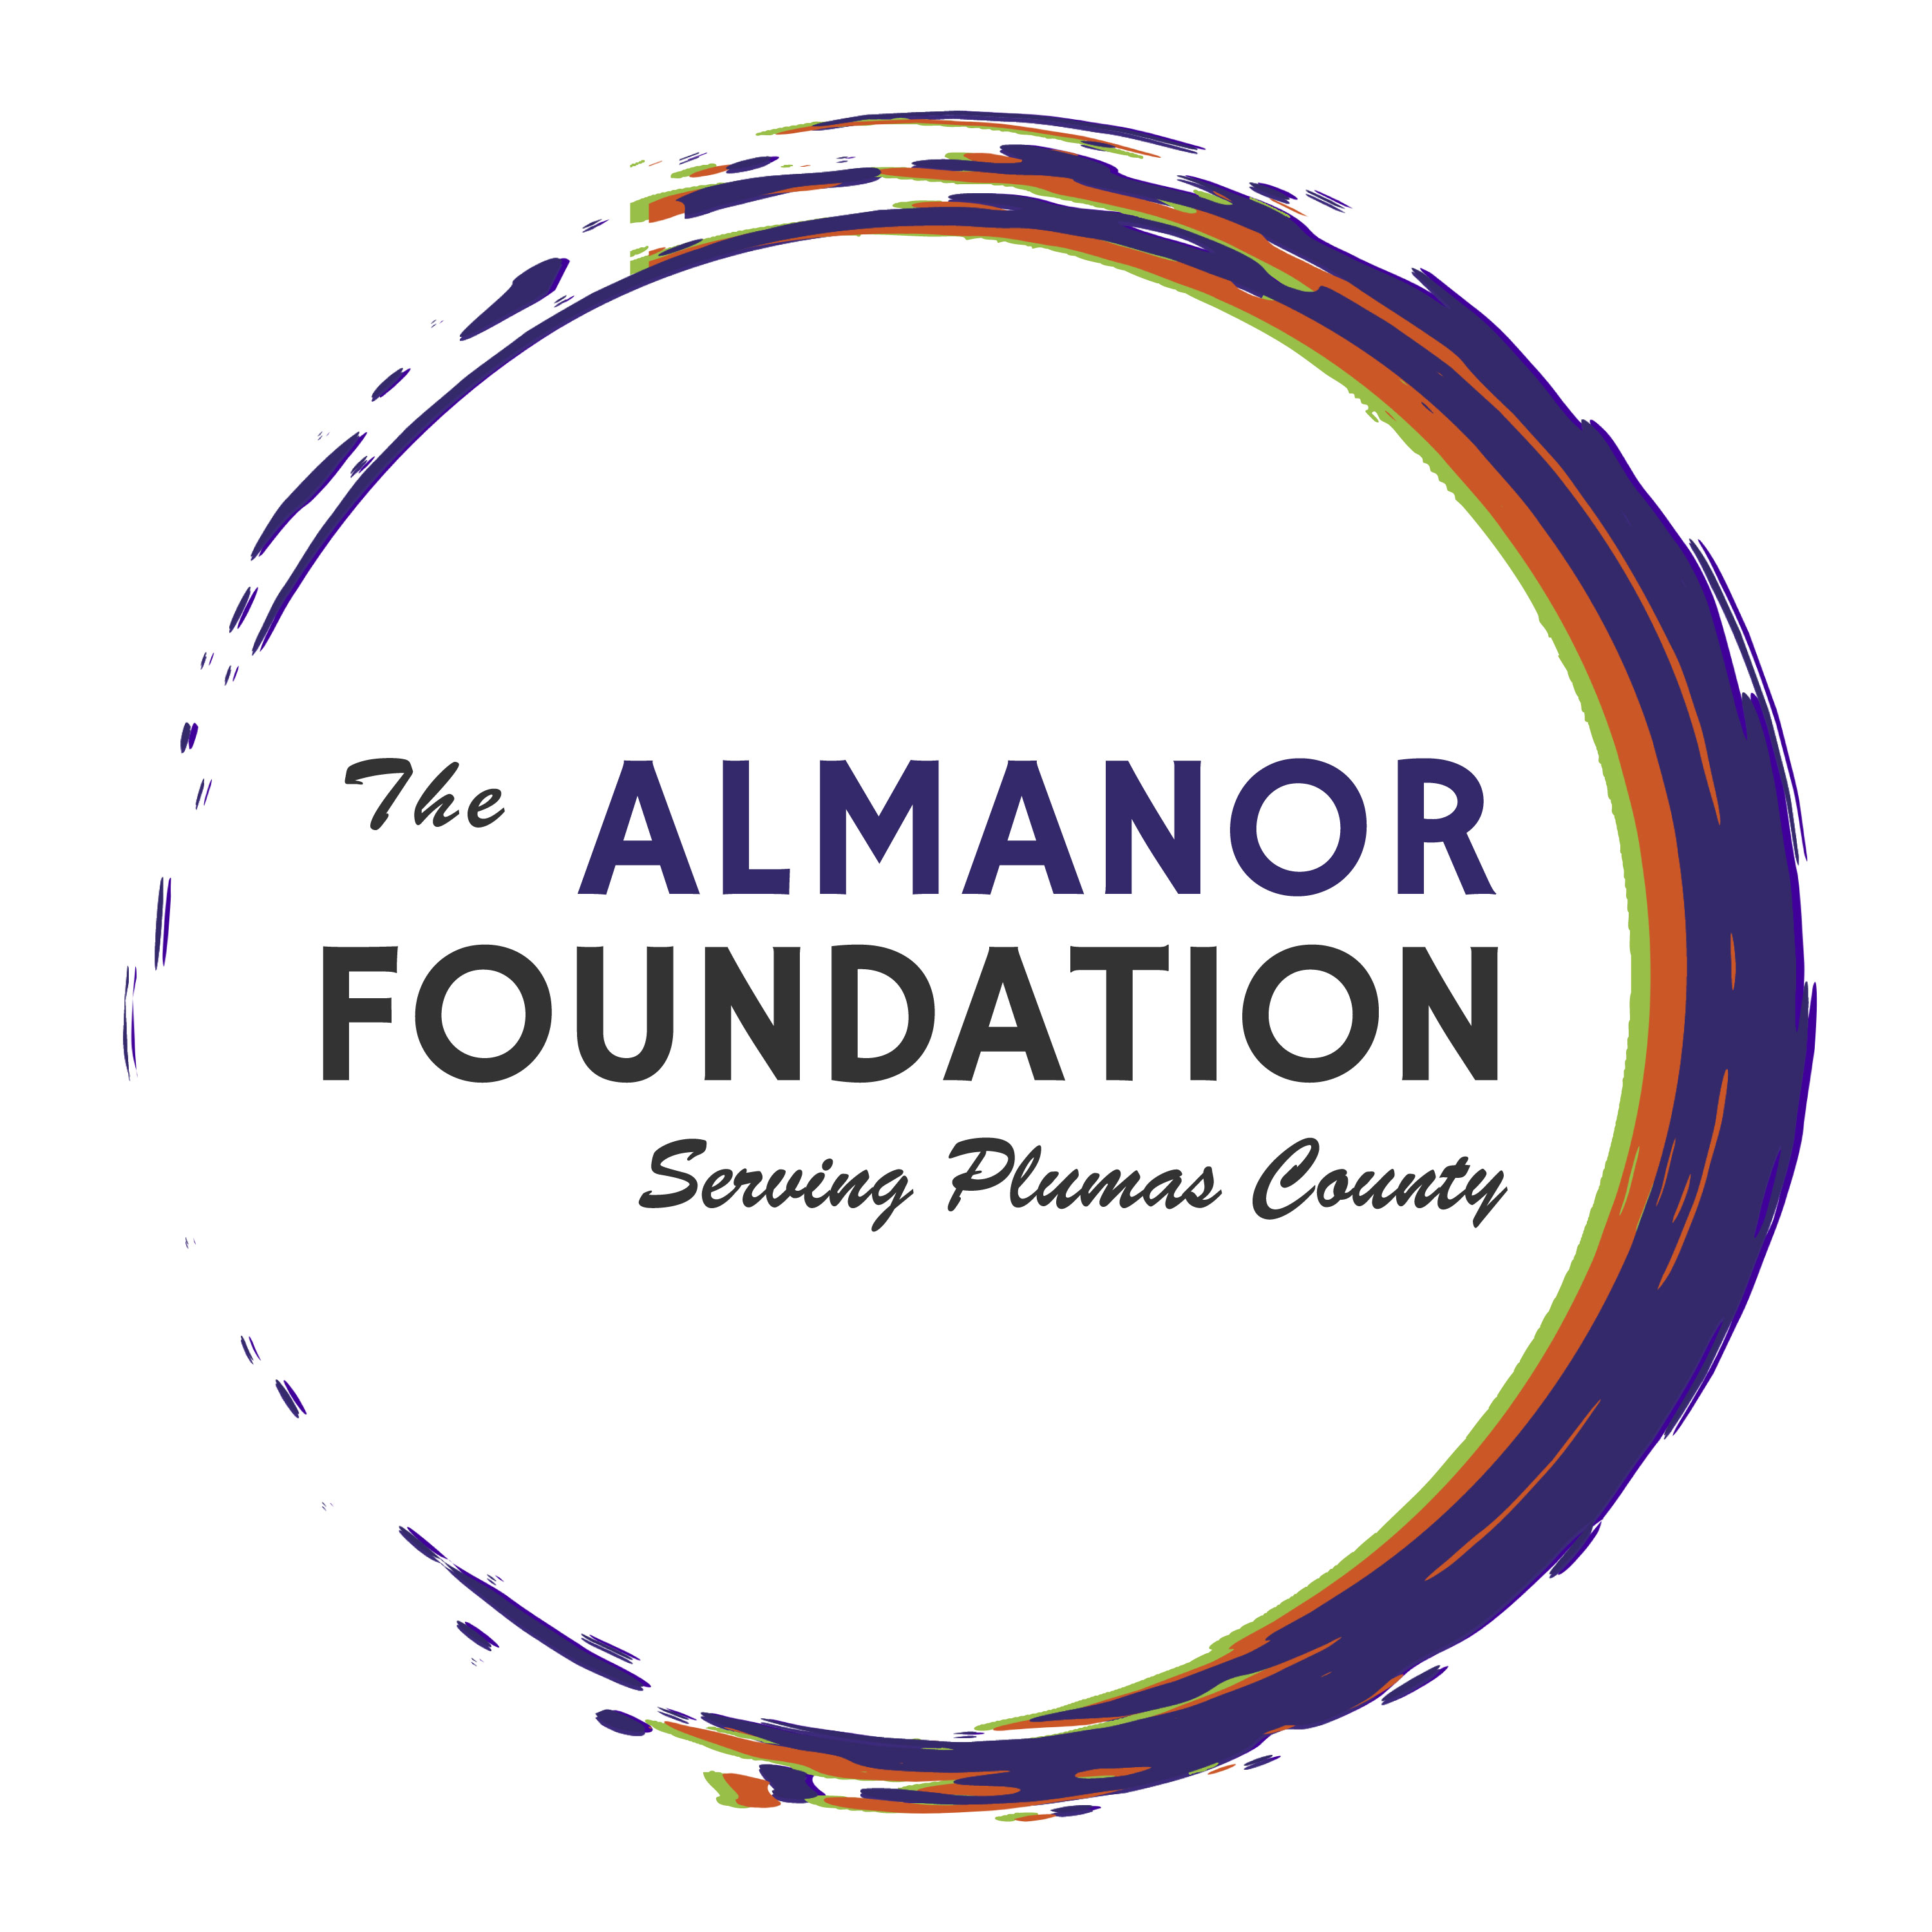 The ALMANOR
FOUNDATION
Serving Plumas County